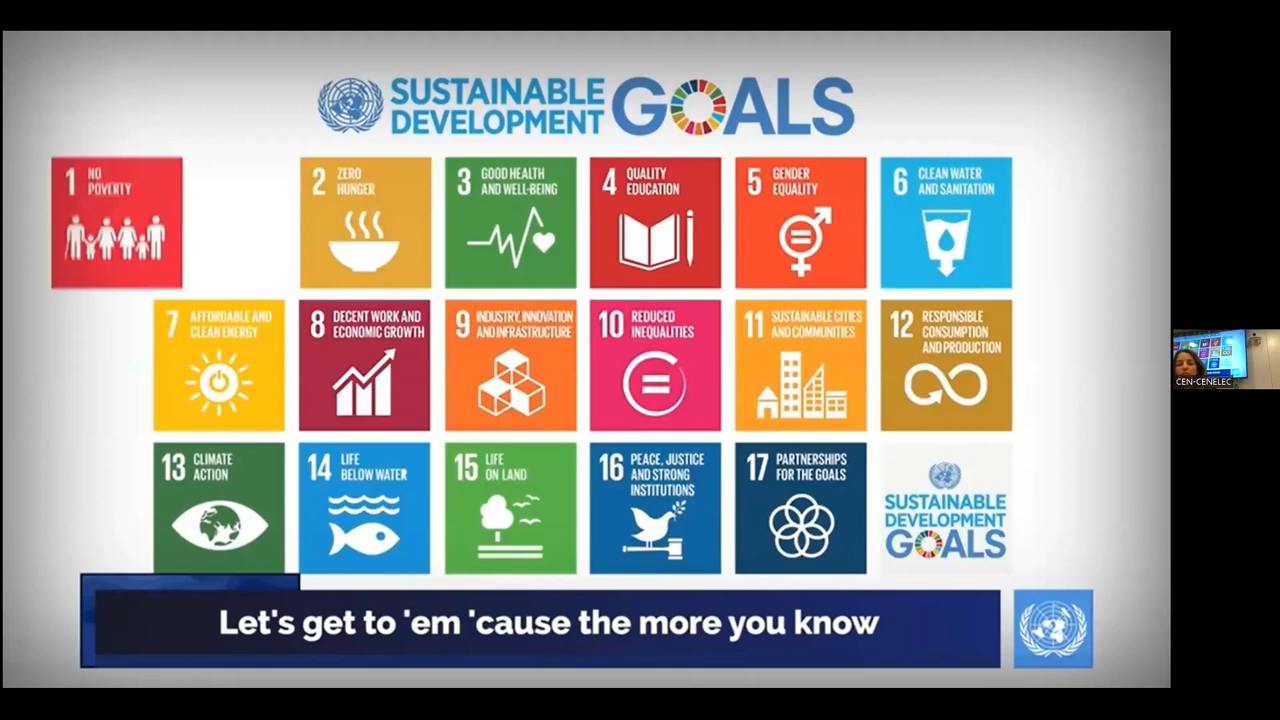 SUSTAINABLE
DEVELOPMENT
GOALS
1 NO
POVERTY
2 ZERO
HUNGER
3 GOOD HEALTH
AND WELL-BEING
4 QUALITY
EDUCATION
5 GENDER
EQUALITY
6 CLEAN WATER
AND SANITATION
7 AFFORDABLE AND
CLEAN ENERGY
8 DECENT WORK AND
ECONOMIC GROWTH
9 INDUSTRY, INNOVATION
AND INFRASTRUCTURE
10 REDUCED
INEQUALITIES
11 SUSTAINABLE CITIES
AND COMMUNITIES
12 RESPONSIBLE
CONSUMPTION
AND PRODUCTION
13 CLIMATE
ACTION
14 LIFE
BELOW WATER
15 LIFE
ON LAND
16 PEACE, JUSTICE
AND STRONG
INSTITUTIONS
17 PARTNERSHIPS
FOR THE GOALS
SUSTAINABLE
DEVELOPMENT
GOALS
Let's get to 'em 'cause the more you know
CEN-CENELEC